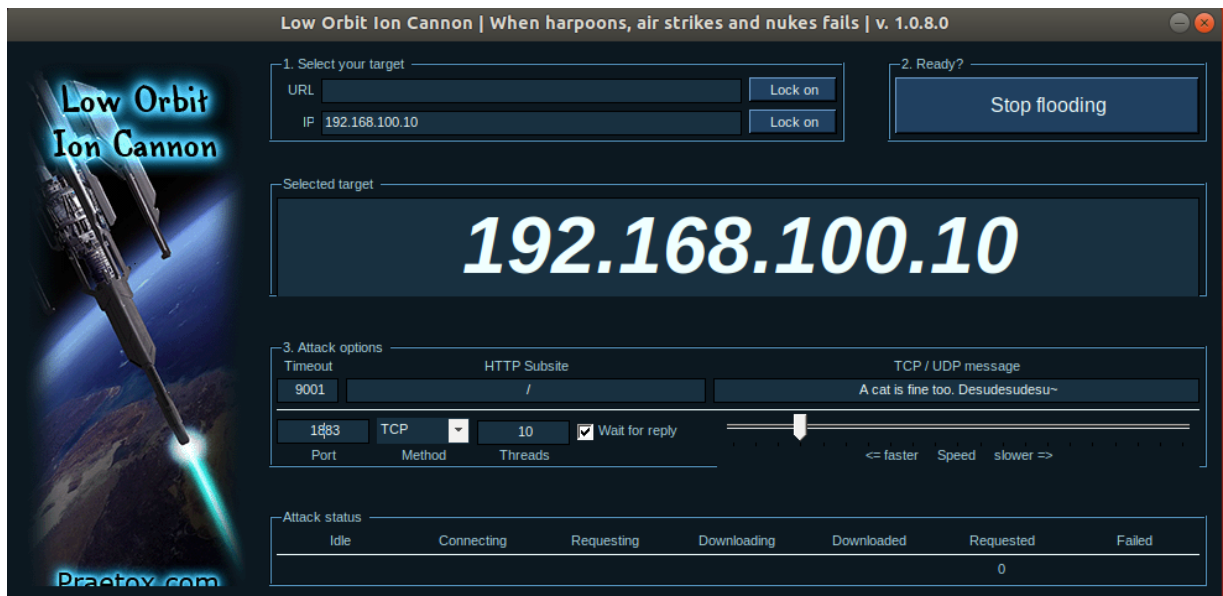 Low Orbit Ion Cannon | When harpoons, air strikes and nukes fails | v. 1.0.8.0
Low Orbit
Ion Cannon
Praetox.com
1. Select your target
URL Lock on
IP 192.168.100.10 Lock on
2. Ready?
Stop flooding
Selected target
192.168.100.10
3. Attack options
Timeout HTTP Subsite TCP / UDP message
9001 / A cat is fine too. Desudesudesu~
1883 TCP 10 Wait for reply
Port Method Threads <= faster Speed slower =>
Attack status
Idle Connecting Requesting Downloading Downloaded Requested Failed
0